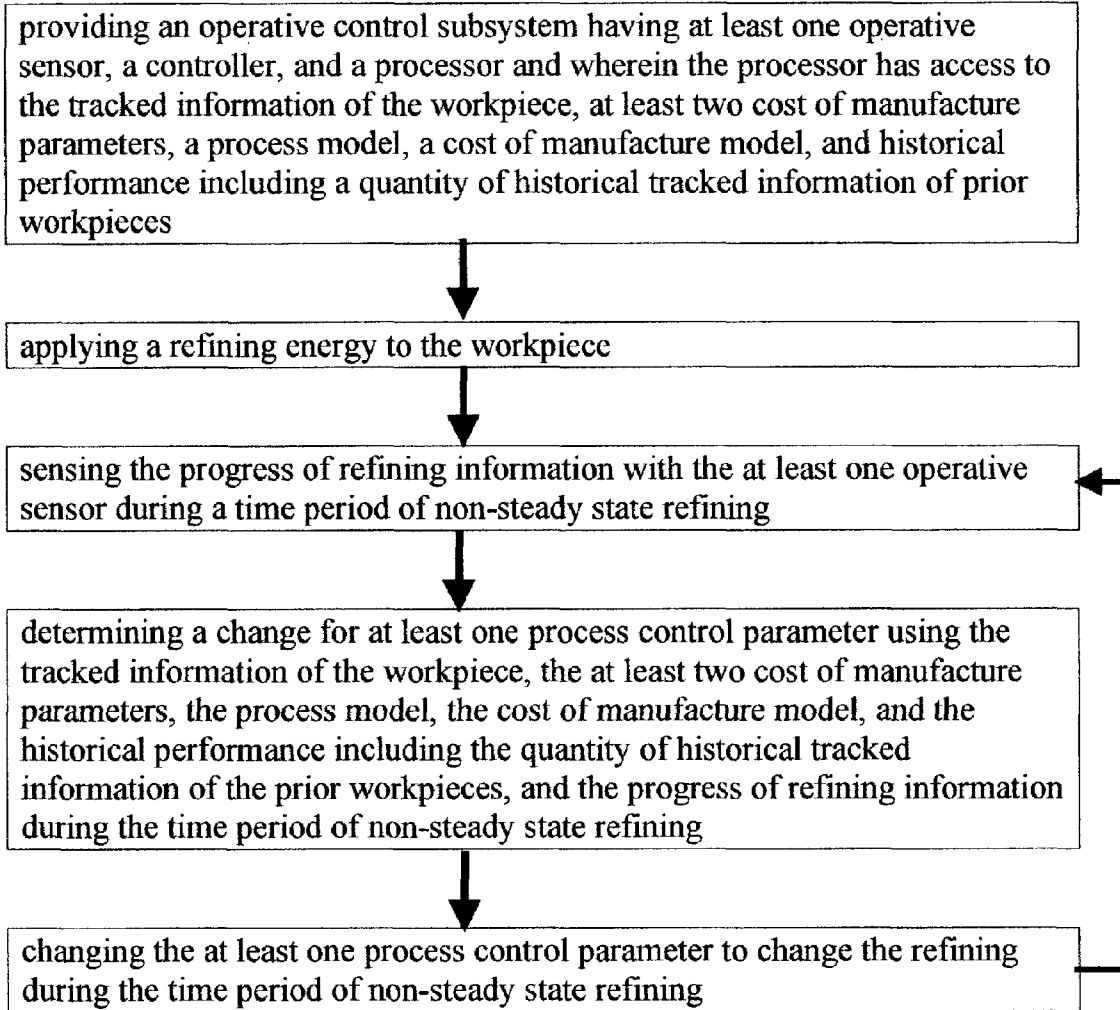 providing an operative control subsystem having at least one operative
sensor, a controller, and a processor and wherein the processor has access to
the tracked information of the workpiece, at least two cost of manufacture
parameters, a process model, a cost of manufacture model, and historical
performance including a quantity of historical tracked information of prior
workpieces
applying a refining energy to the workpiece
sensing the progress of refining information with the at least one operative
sensor during a time period of non-steady state refining
determining a change for at least one process control parameter using the
tracked information of the workpiece, the at least two cost of manufacture
parameters, the process model, the cost of manufacture model, and the
historical performance including the quantity of historical tracked
information of the prior workpieces, and the progress of refining information
during the time period of non-steady state refining
changing the at least one process control parameter to change the refining
during the time period of non-steady state refining